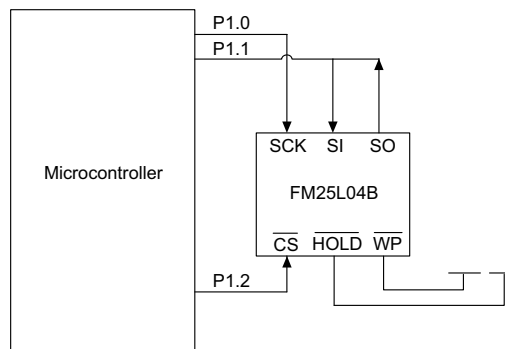 P1.0
P1.1
SCK SI SO
Microcontroller
FM25L04B
CS HOLD WP
P1.2